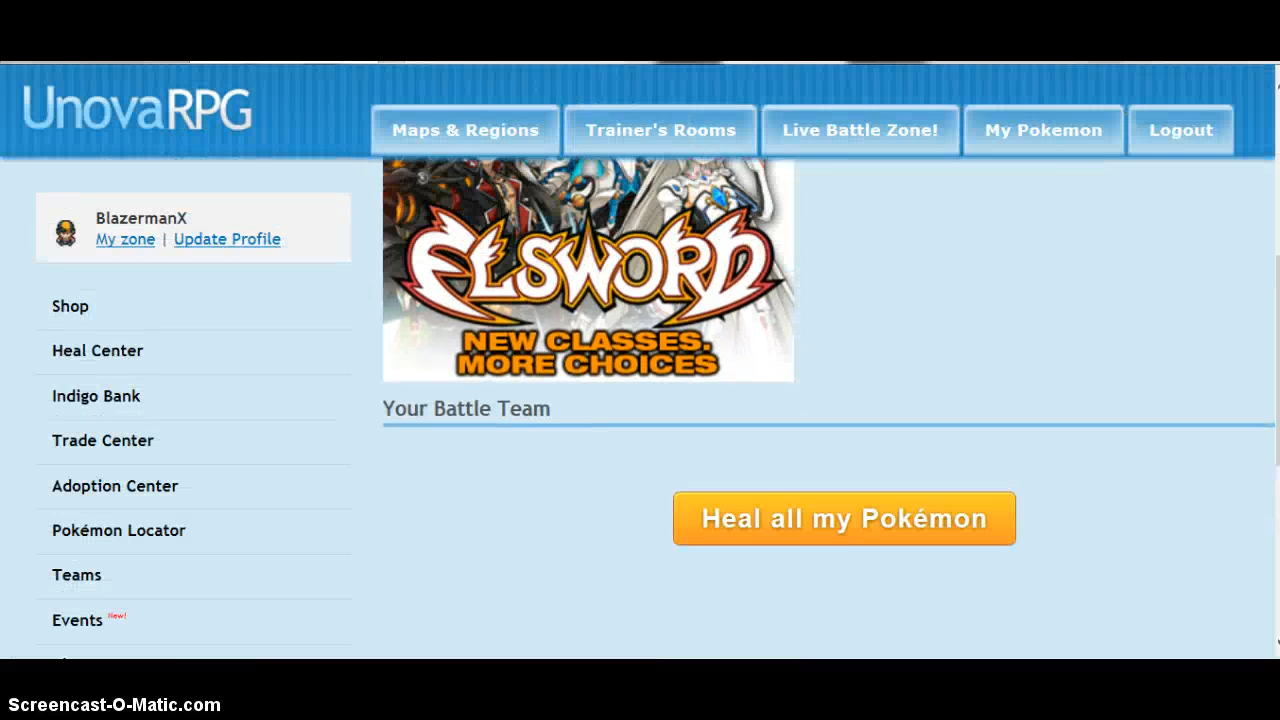 UnovaRPG
Maps & Regions
Trainer's Rooms
Live Battle Zone!
My Pokemon
Logout
BlazermanX
My zone | Update Profile
Shop
Heal Center
Indigo Bank
Trade Center
Adoption Center
Pokémon Locator
Teams
Events New!
ELSWORD
NEW CLASSES.
MORE CHOICES
Your Battle Team
Heal all my Pokémon
Screencast-O-Matic.com